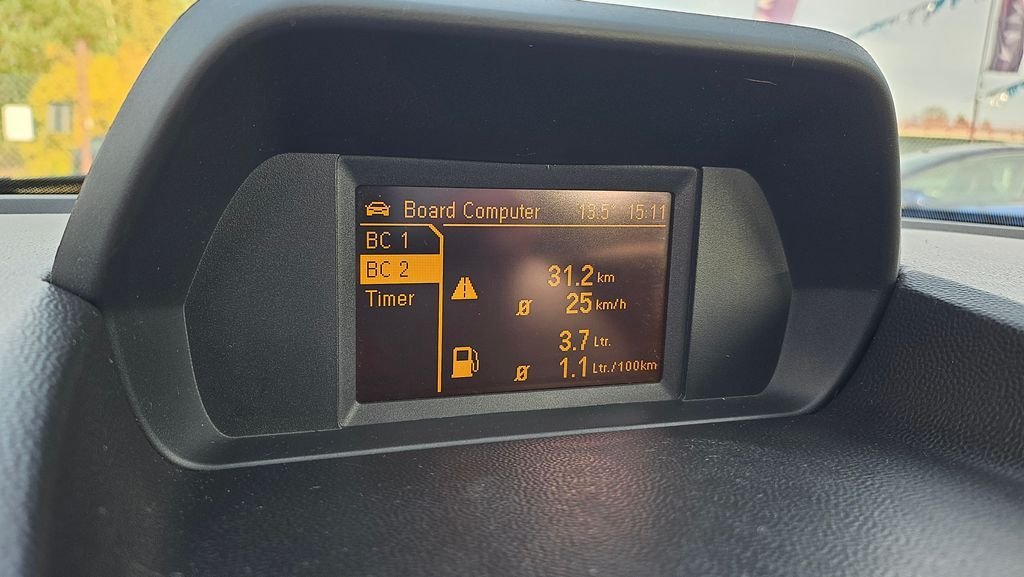 Board Computer 13.5° 15:11
BC 1
BC 2
Timer
31.2 km
Ø 25 km/h
3.7 Ltr.
Ø 1.1 Ltr./100km